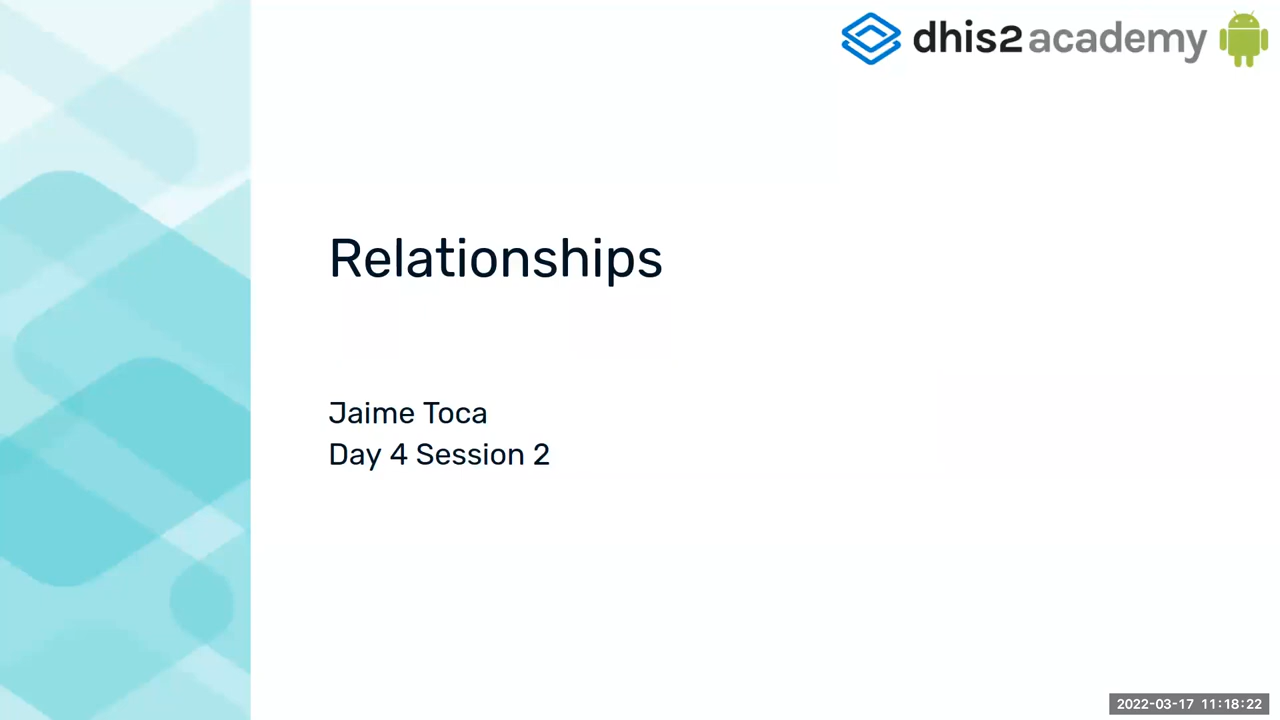 dhis2 academy
Relationships
Jaime Toca
Day 4 Session 2
2022-03-17 11:18:22